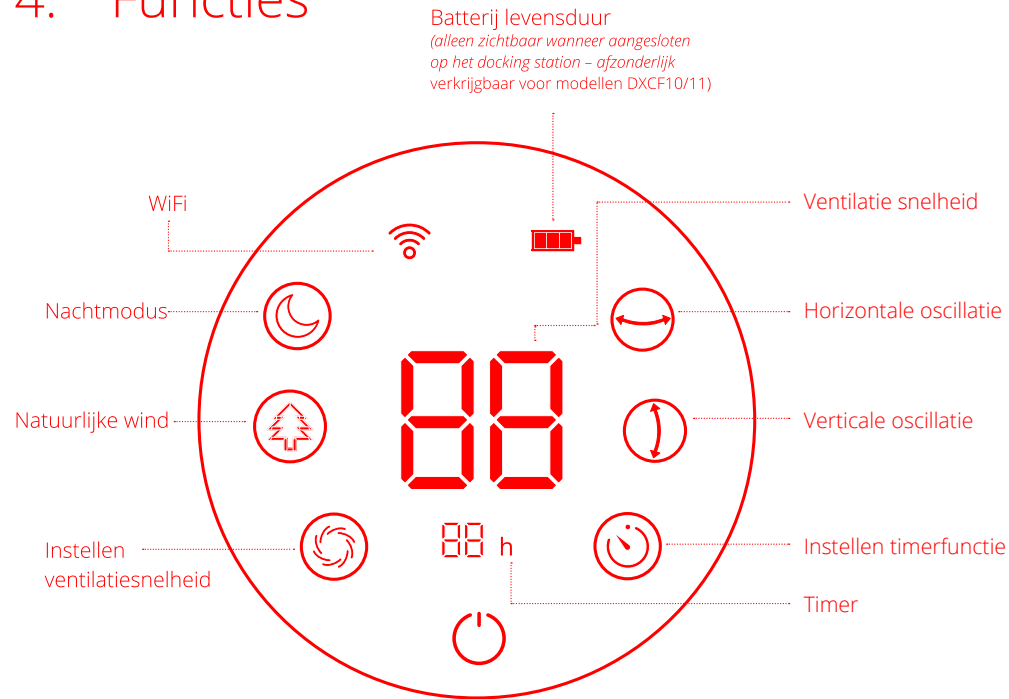 4. Functies
Batterij levensduur
(alleen zichtbaar wanneer aangesloten
op het docking station – afzonderlijk
verkrijgbaar voor modellen DXCF10/11)
WiFi
Ventilatie snelheid
Nachtmodus
Horizontale oscillatie
88
Natuurlijke wind
Verticale oscillatie
88 h
Instellen
ventilatiesnelheid
Instellen timerfunctie
Timer